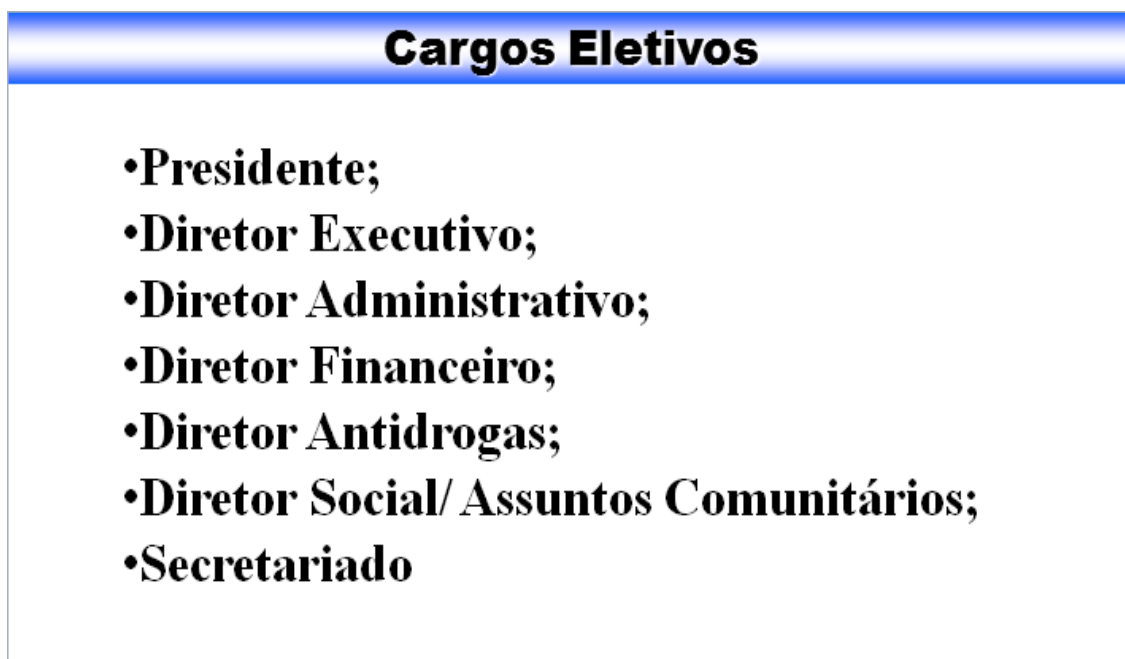 Cargos Eletivos
•Presidente;
•Diretor Executivo;
•Diretor Administrativo;
•Diretor Financeiro;
•Diretor Antidrogas;
•Diretor Social/ Assuntos Comunitários;
•Secretariado